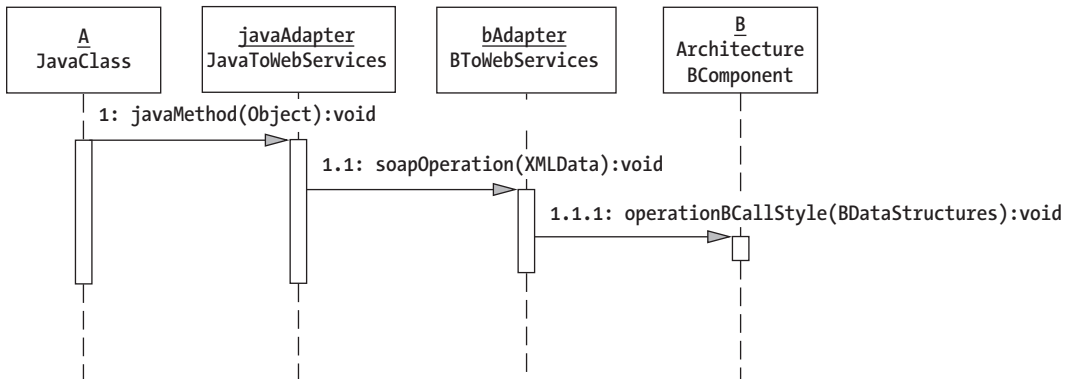 A
JavaClass
javaAdapter
JavaToWebServices
bAdapter
BToWebServices
B
Architecture
BComponent
1: javaMethod(Object):void
1.1: soapOperation(XMLData):void
1.1.1: operationBCallStyle(BDataStructures):void